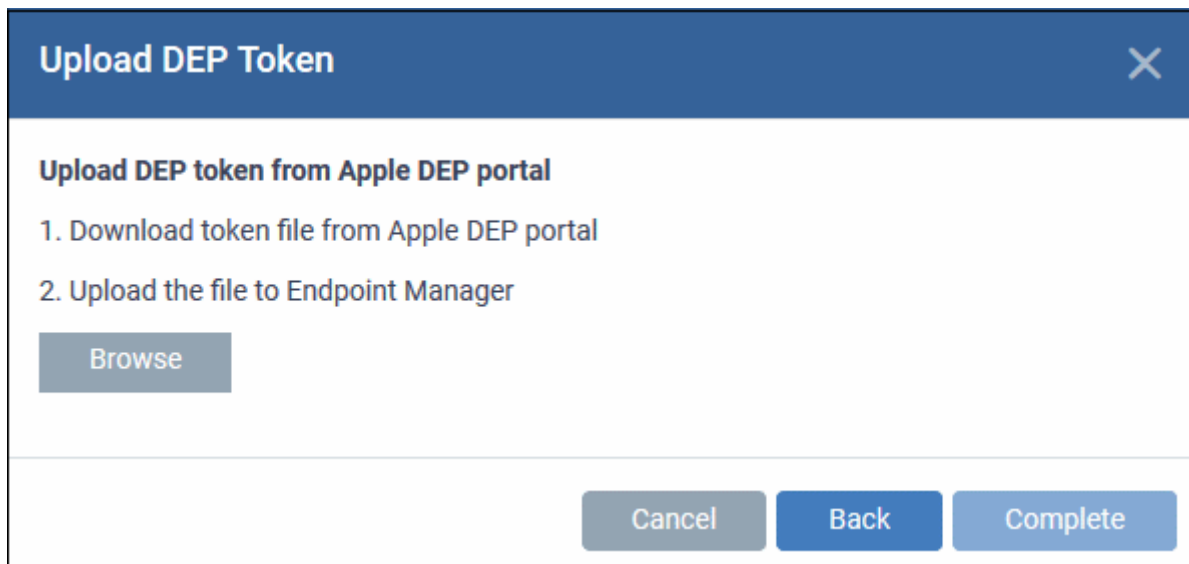 Upload DEP Token
Upload DEP token from Apple DEP portal
1. Download token file from Apple DEP portal
2. Upload the file to Endpoint Manager
Browse
Cancel Back Complete